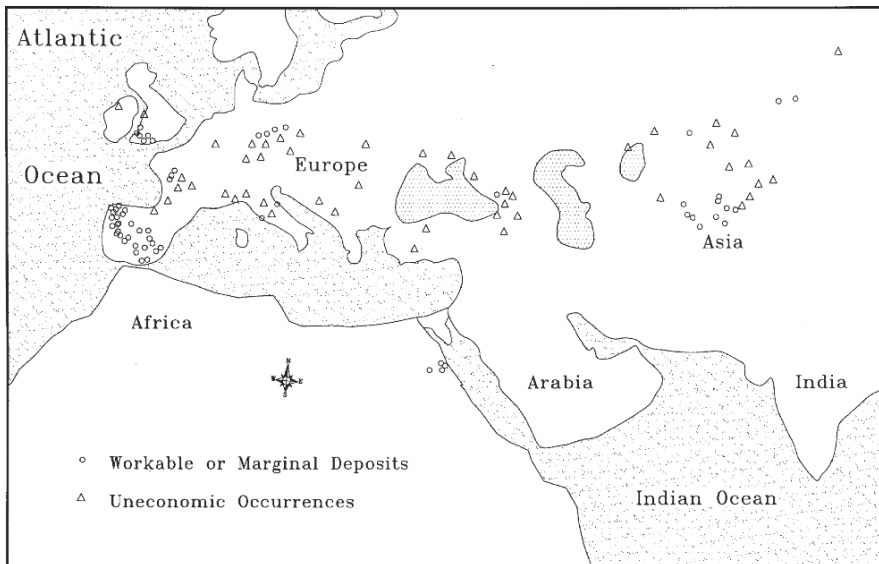 Atlantic
Ocean
Europe
Asia
Africa
N
W E
S
Arabia
India
Workable or Marginal Deposits
Uneconomic Occurrences
Indian Ocean